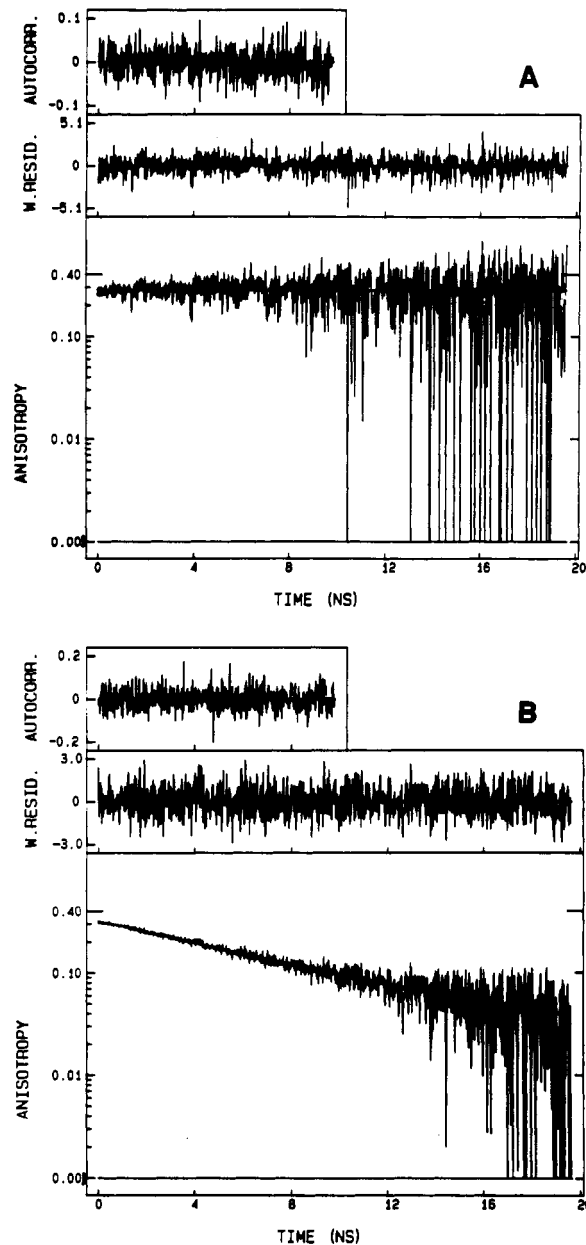 0.1
AUTOCORR.
0
-0.1
A
5.1
W.RESID.
0
-5.1
0.40
0.10
ANISOTROPY
0.01
0.00
0 4 8 12 16 20
TIME (NS)
0.2
AUTOCORR.
0
-0.2
B
3.0
W.RESID.
0
-3.0
0.40
0.10
ANISOTROPY
0.01
0.00
0 4 8 12 16 20
TIME (NS)